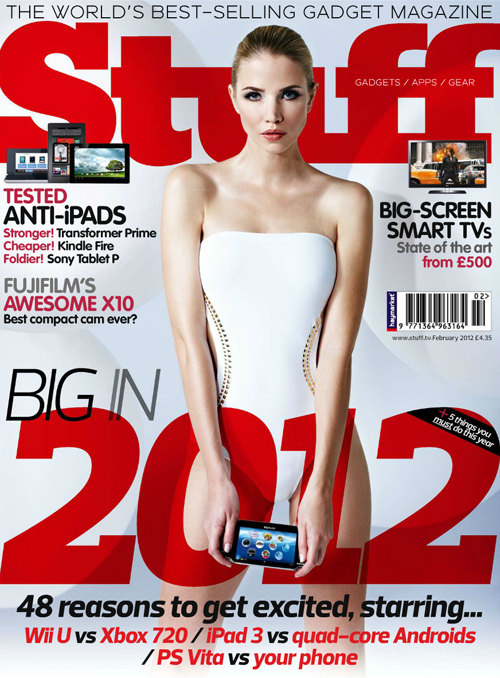 THE WORLD'S BEST-SELLING GADGET MAGAZINE
Stuff
GADGETS / APPS / GEAR
TESTED
ANTI-iPADS
Stronger! Transformer Prime
Cheaper! Kindle Fire
Foldier! Sony Tablet P
FUJIFILM'S
AWESOME X10
Best compact cam ever?
BIG-SCREEN
SMART TVs
State of the art
from £500
haymarket
02>
9 771364 963164
www.stuff.tv February 2012 £4.35
BIG IN
2012
+ 5 things you
must do this year
48 reasons to get excited, starring...
Wii U vs Xbox 720 / iPad 3 vs quad-core Androids
/ PS Vita vs your phone